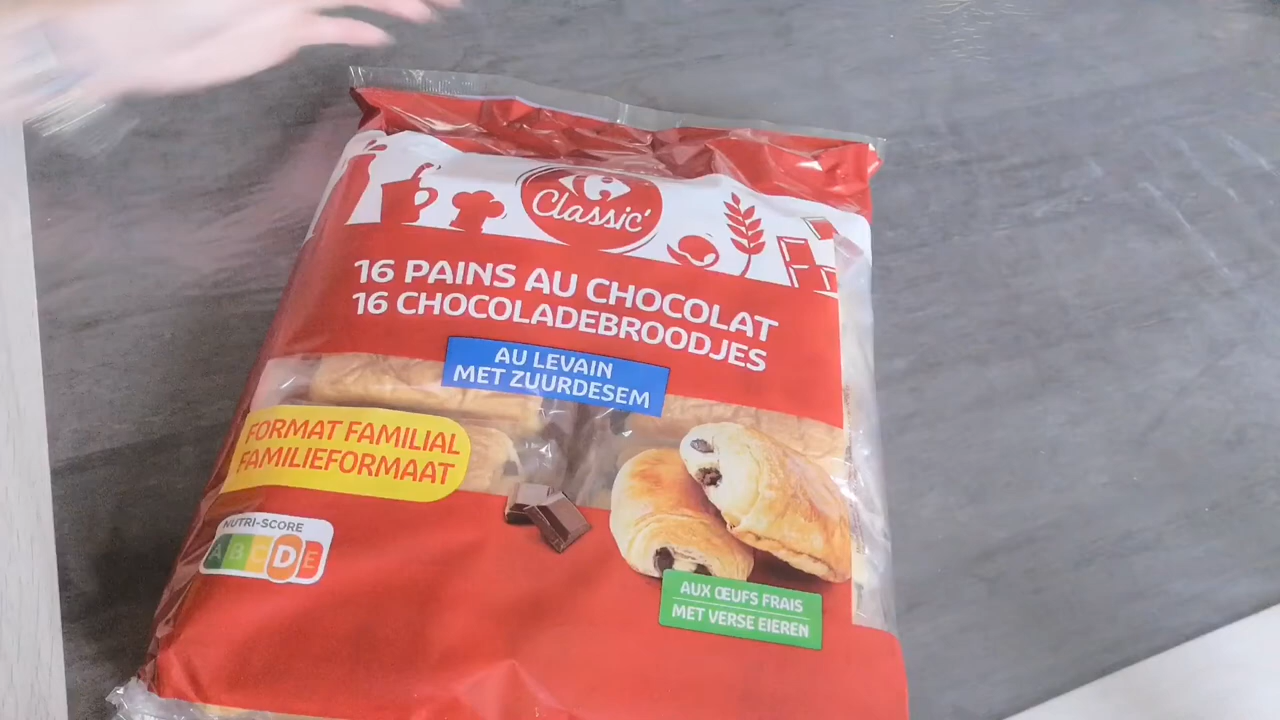 Classic'
16 PAINS AU CHOCOLAT
16 CHOCOLADEBROODJES
AU LEVAIN
MET ZUURDESEM
FORMAT FAMILIAL
FAMILIEFORMAAT
NUTRI-SCORE
A B C D E
AUX ŒUFS FRAIS
MET VERSE EIEREN